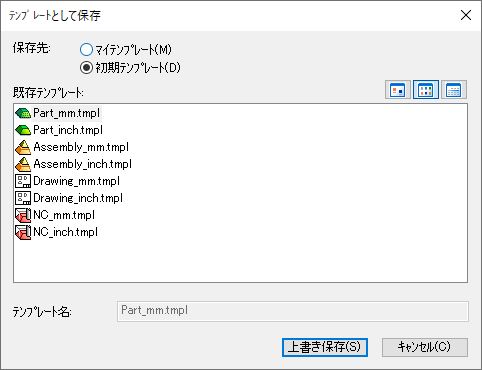 テンプレートとして保存
保存先:
マイテンプレート(M)
初期テンプレート(D)
既存テンプレート:
Part_mm.tmpl
Part_inch.tmpl
Assembly_mm.tmpl
Assembly_inch.tmpl
Drawing_mm.tmpl
Drawing_inch.tmpl
NC_mm.tmpl
NC_inch.tmpl
テンプレート名: Part_mm.tmpl
上書き保存(S) キャンセル(C)